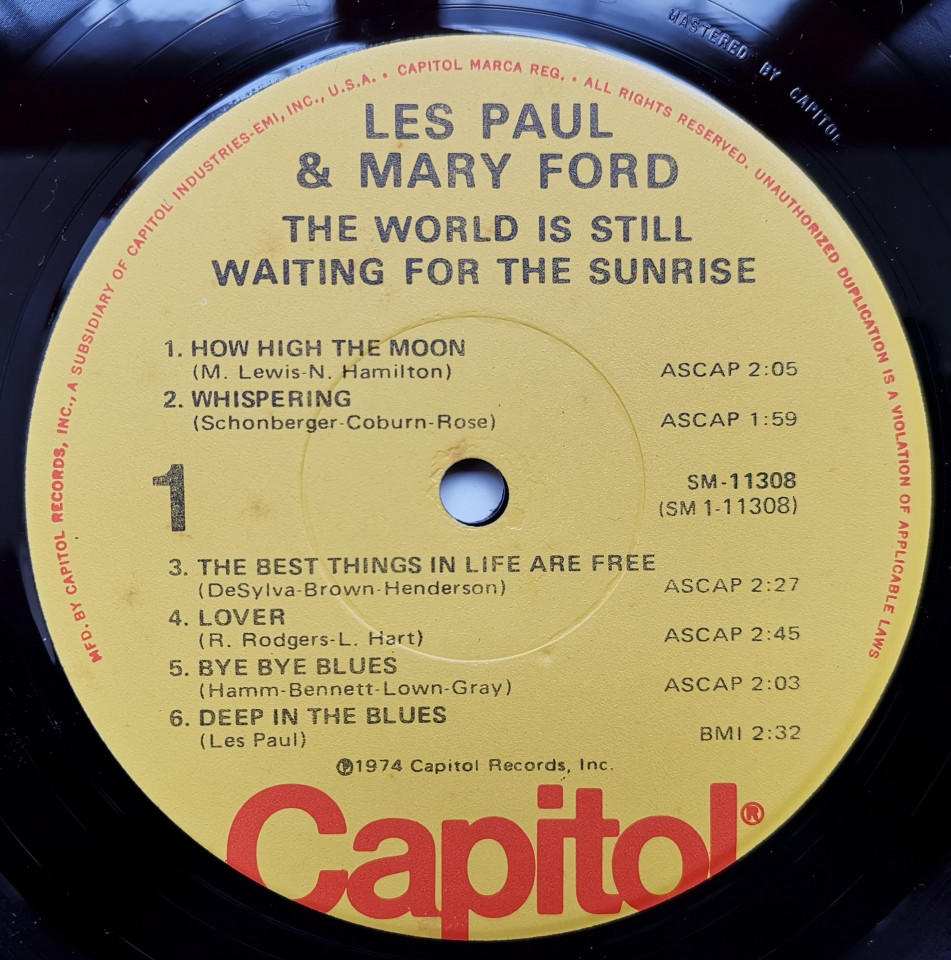 MASTERED BY CAPITOL
MFD. BY CAPITOL RECORDS, INC., A SUBSIDIARY OF CAPITOL INDUSTRIES-EMI, INC., U.S.A. • CAPITOL MARCA REG. • ALL RIGHTS RESERVED. UNAUTHORIZED DUPLICATION IS A VIOLATION OF APPLICABLE LAWS
LES PAUL
& MARY FORD
THE WORLD IS STILL
WAITING FOR THE SUNRISE
1. HOW HIGH THE MOON
(M. Lewis-N. Hamilton) ASCAP 2:05
2. WHISPERING
(Schonberger-Coburn-Rose) ASCAP 1:59
1
SM-11308
(SM 1-11308)
3. THE BEST THINGS IN LIFE ARE FREE
(DeSylva-Brown-Henderson) ASCAP 2:27
4. LOVER
(R. Rodgers-L. Hart) ASCAP 2:45
5. BYE BYE BLUES
(Hamm-Bennett-Lown-Gray) ASCAP 2:03
6. DEEP IN THE BLUES
(Les Paul) BMI 2:32
℗1974 Capitol Records, Inc.
Capitol®